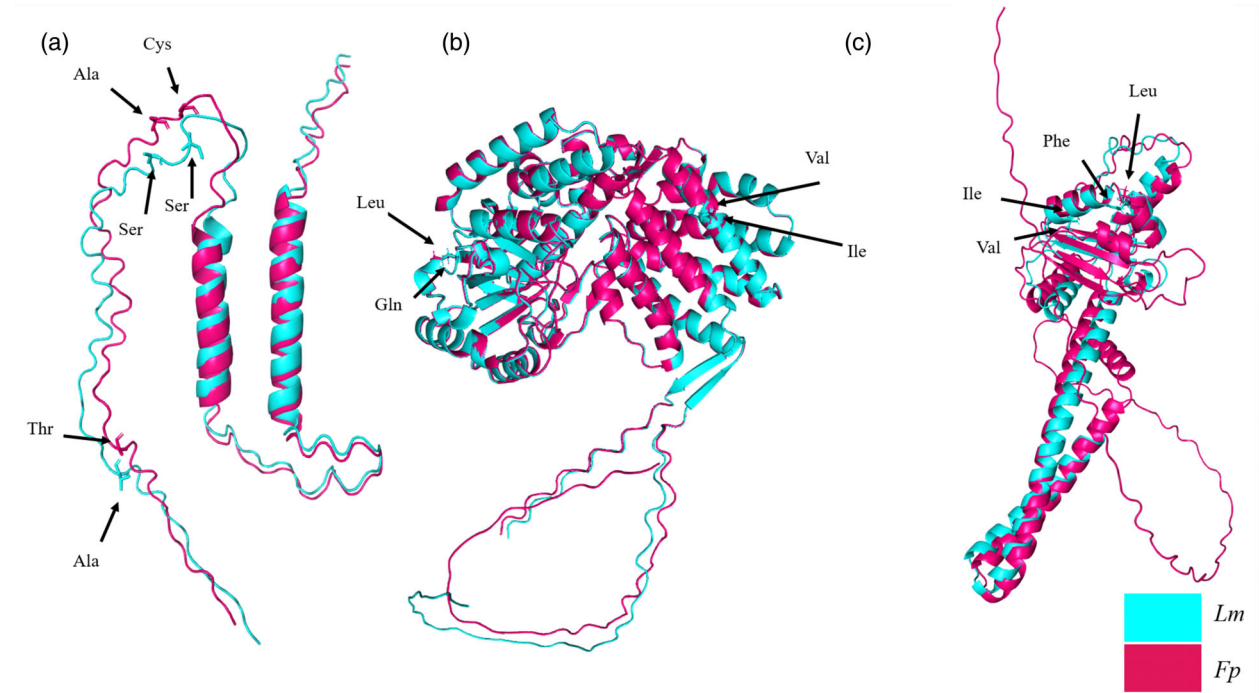 (a)
Cys
Ala
Ser
Ser
Thr
Ala
(b)
Leu
Gln
Val
Ile
(c)
Leu
Phe
Ile
Val
Lm
Fp